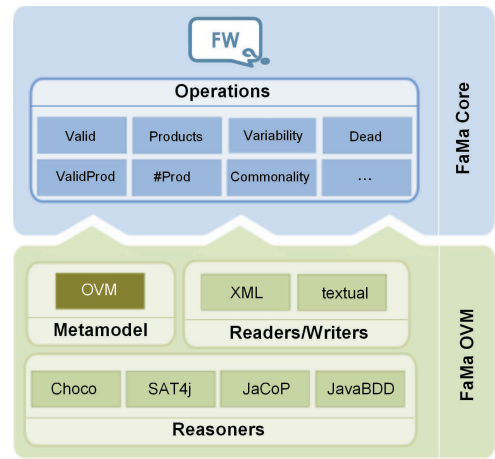 FW
Operations
Valid Products Variability Dead
ValidProd #Prod Commonality ...
FaMa Core
OVM
Metamodel
XML textual
Readers/Writers
Choco SAT4j JaCoP JavaBDD
Reasoners
FaMa OVM